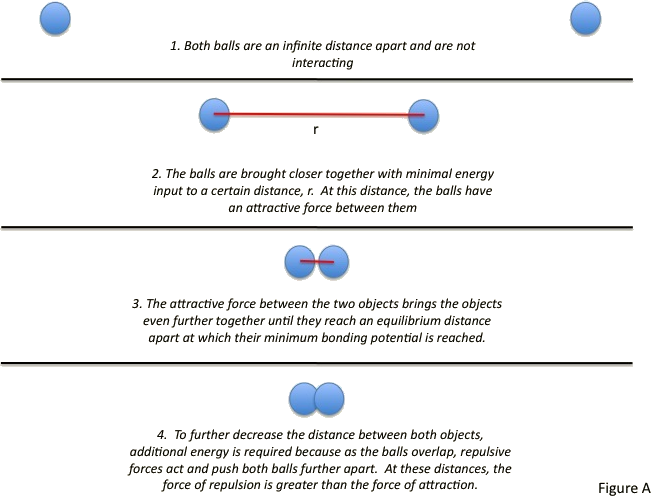 1. Both balls are an infinite distance apart and are not
interacting
r
2. The balls are brought closer together with minimal energy
input to a certain distance, r.  At this distance, the balls have
an attractive force between them
3. The attractive force between the two objects brings the objects
even further together until they reach an equilibrium distance
apart at which their minimum bonding potential is reached.
4.  To further decrease the distance between both objects,
additional energy is required because as the balls overlap, repulsive
forces act and push both balls further apart.  At these distances, the
force of repulsion is greater than the force of attraction.
Figure A